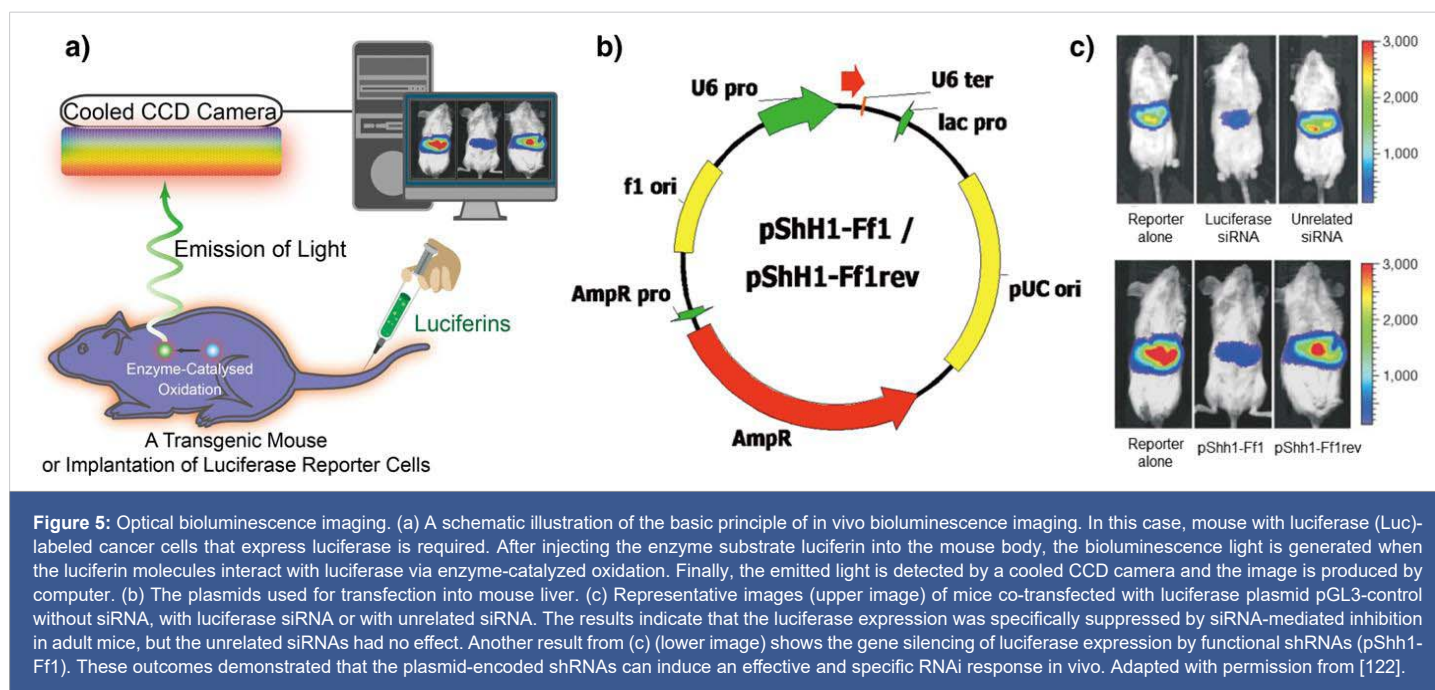 a)
Cooled CCD Camera
Emission of Light
Luciferins
Enzyme-Catalysed
Oxidation
A Transgenic Mouse
or Implantation of Luciferase Reporter Cells
b)
U6 pro
U6 ter
lac pro
f1 ori
pShH1-Ff1 /
pShH1-Ff1rev
AmpR pro
pUC ori
AmpR
c)
3,000
2,000
1,000
Reporter
alone
Luciferase
siRNA
Unrelated
siRNA
3,000
2,000
1,000
Reporter
alone
pShh1-Ff1
pShh1-Ff1rev
Figure 5: Optical bioluminescence imaging. (a) A schematic illustration of the basic principle of in vivo bioluminescence imaging. In this case, mouse with luciferase (Luc)-
labeled cancer cells that express luciferase is required. After injecting the enzyme substrate luciferin into the mouse body, the bioluminescence light is generated when
the luciferin molecules interact with luciferase via enzyme-catalyzed oxidation. Finally, the emitted light is detected by a cooled CCD camera and the image is produced by
computer. (b) The plasmids used for transfection into mouse liver. (c) Representative images (upper image) of mice co-transfected with luciferase plasmid pGL3-control
without siRNA, with luciferase siRNA or with unrelated siRNA. The results indicate that the luciferase expression was specifically suppressed by siRNA-mediated inhibition
in adult mice, but the unrelated siRNAs had no effect. Another result from (c) (lower image) shows the gene silencing of luciferase expression by functional shRNAs (pShh1-
Ff1). These outcomes demonstrated that the plasmid-encoded shRNAs can induce an effective and specific RNAi response in vivo. Adapted with permission from [122].